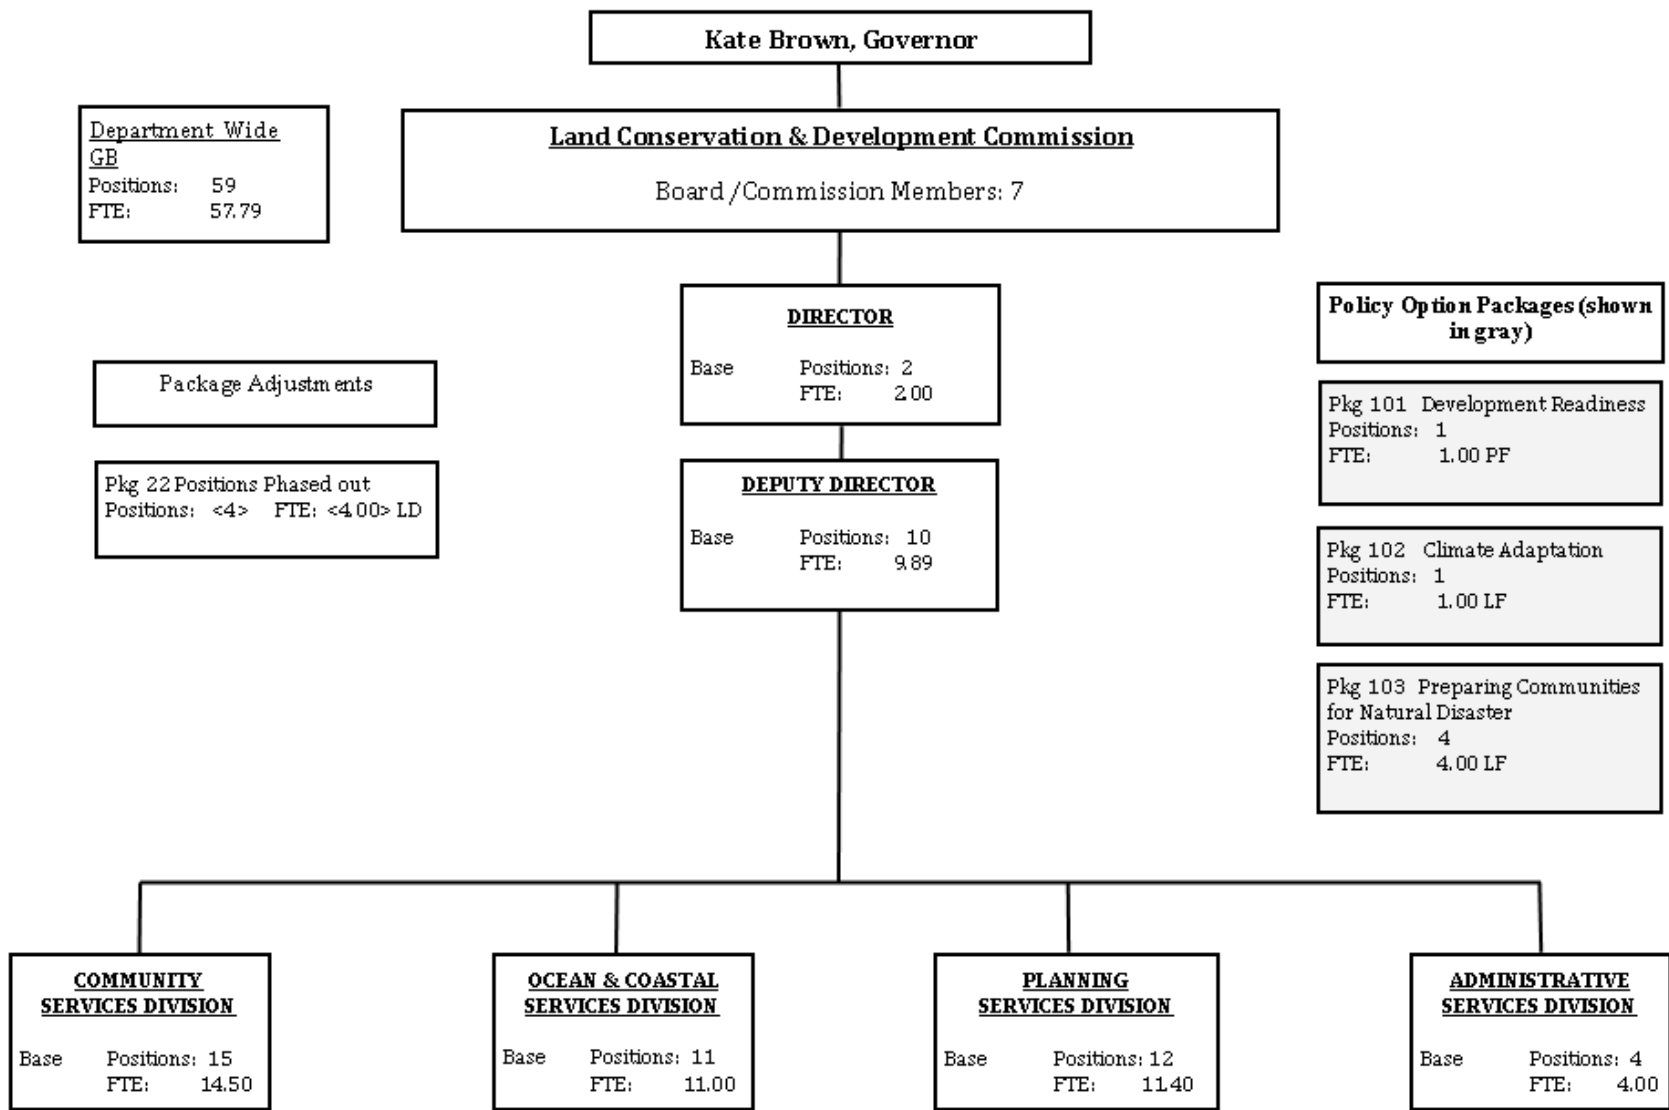 Kate Brown, Governor
Land Conservation & Development Commission
Board /Commission Members: 7
Department Wide
GB
Positions: 59
FTE: 57.79
DIRECTOR
Base Positions: 2
FTE: 2.00
Policy Option Packages (shown
in gray)
Package Adjustments
Pkg 22 Positions Phased out
Positions: <4> FTE: <4.00> LD
DEPUTY DIRECTOR
Base Positions: 10
FTE: 9.89
Pkg 101 Development Readiness
Positions: 1
FTE: 1.00 PF
Pkg 102 Climate Adaptation
Positions: 1
FTE: 1.00 LF
Pkg 103 Preparing Communities
for Natural Disaster
Positions: 4
FTE: 4.00 LF
COMMUNITY
SERVICES DIVISION
Base Positions: 15
FTE: 14.50
OCEAN & COASTAL
SERVICES DIVISION
Base Positions: 11
FTE: 11.00
PLANNING
SERVICES DIVISION
Base Positions: 12
FTE: 11.40
ADMINISTRATIVE
SERVICES DIVISION
Base Positions: 4
FTE: 4.00